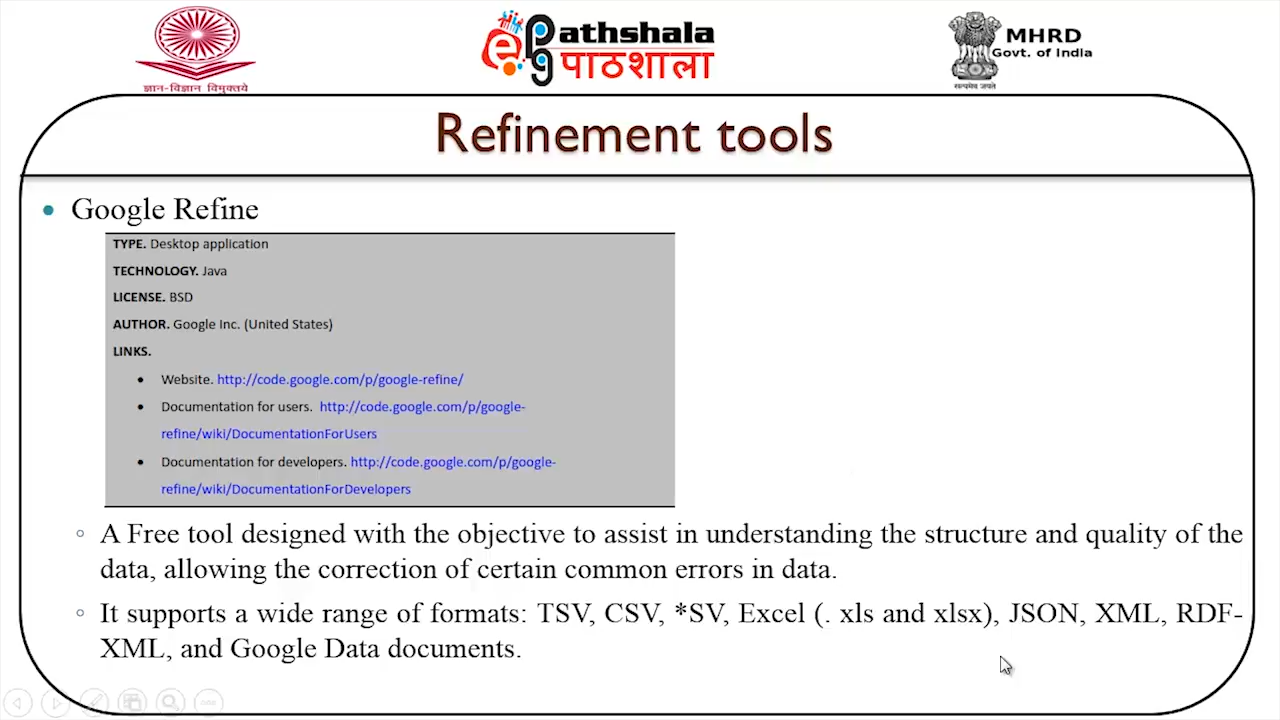 ज्ञान-विज्ञान विमुक्तये
ePathshala
पाठशाला
MHRD
Govt. of India
सत्यमेव जयते
Refinement tools
Google Refine
TYPE. Desktop application
TECHNOLOGY. Java
LICENSE. BSD
AUTHOR. Google Inc. (United States)
LINKS.
Website. http://code.google.com/p/google-refine/
Documentation for users. http://code.google.com/p/google-
refine/wiki/DocumentationForUsers
Documentation for developers. http://code.google.com/p/google-
refine/wiki/DocumentationForDevelopers
A Free tool designed with the objective to assist in understanding the structure and quality of the
data, allowing the correction of certain common errors in data.
It supports a wide range of formats: TSV, CSV, *SV, Excel (. xls and xlsx), JSON, XML, RDF-
XML, and Google Data documents.